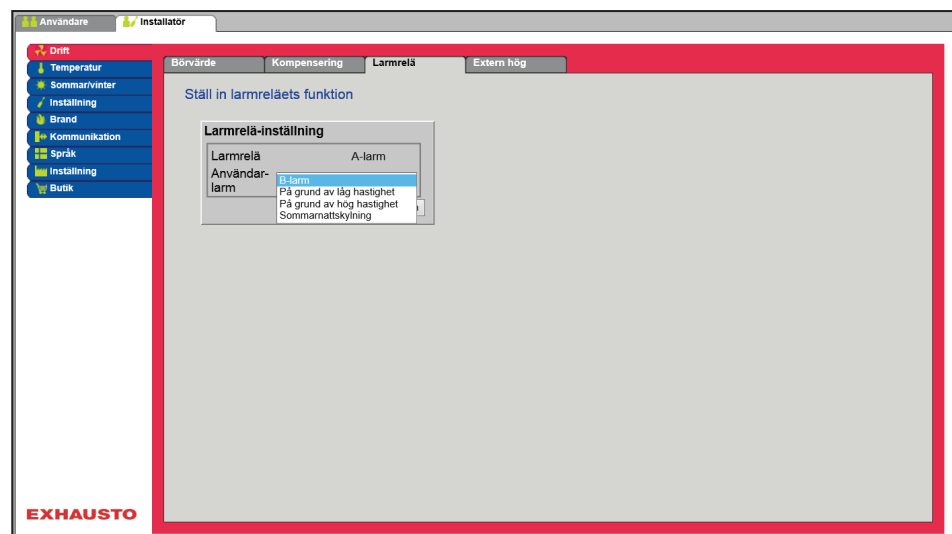 Användare Installatör
Drift
Temperatur
Sommar/vinter
Inställning
Brand
Kommunikation
Språk
Inställning
Butik
Börvärde Kompensering Larmrelä Extern hög
Ställ in larmreläets funktion
Larmrelä-inställning
Larmrelä A-larm
Användar-
larm
B-larm
På grund av låg hastighet
På grund av hög hastighet
Sommarnattskylning
EXHAUSTO